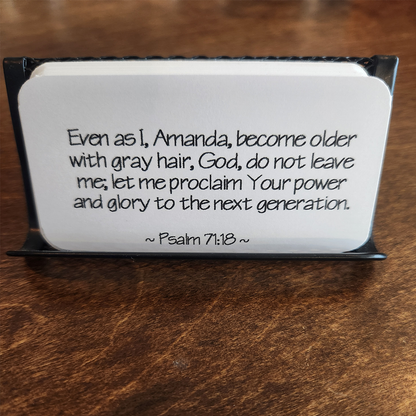 Even as I, Amanda, become older
with gray hair, God, do not leave
me; let me proclaim Your power
and glory to the next generation.
~ Psalm 71:18 ~